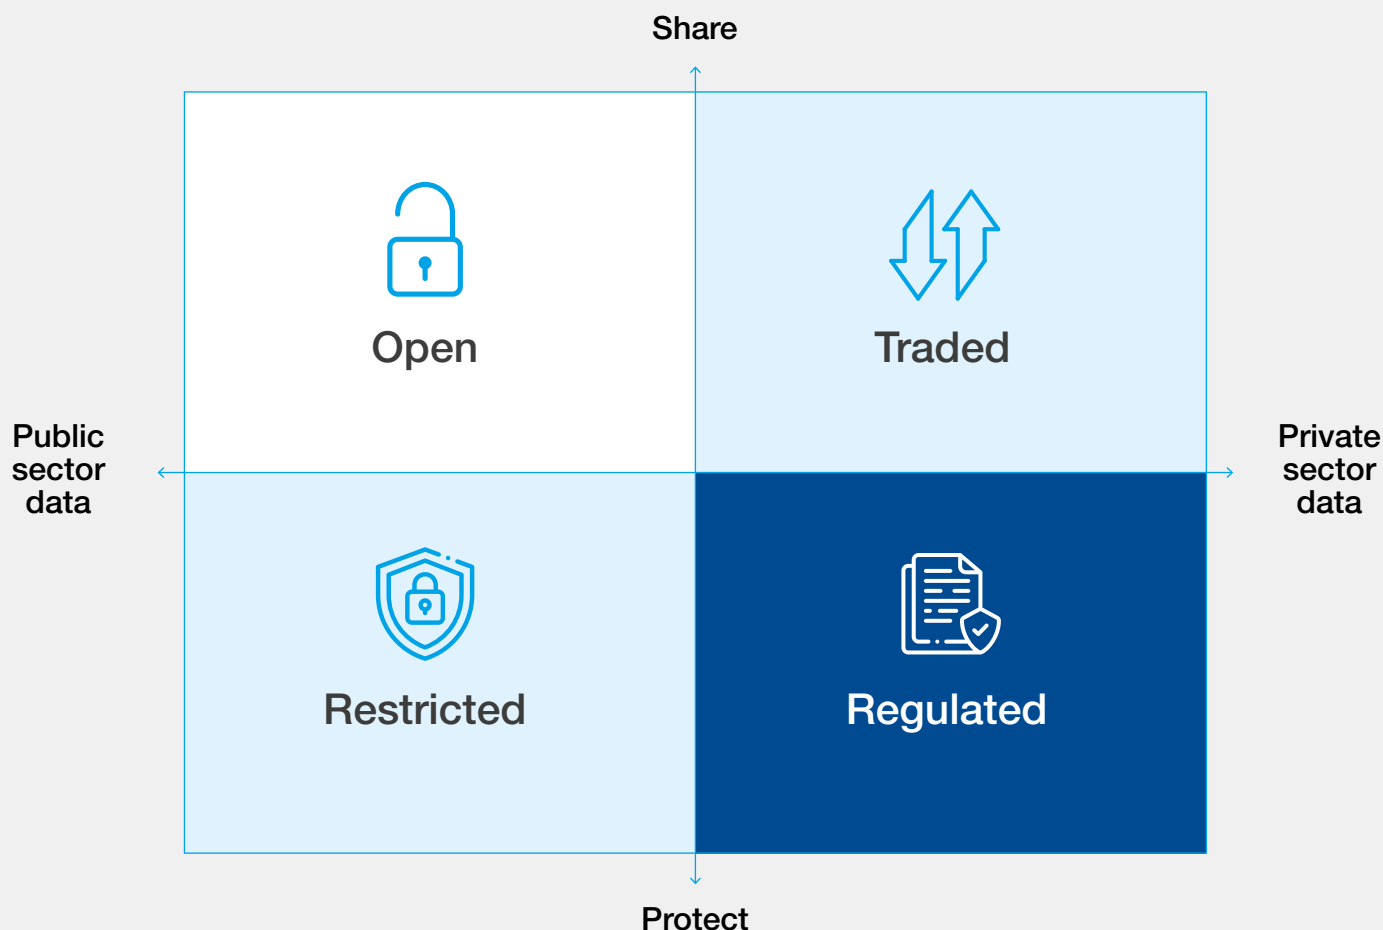 Share
Open
Traded
Public
sector
data
Private
sector
data
Restricted
Regulated
Protect